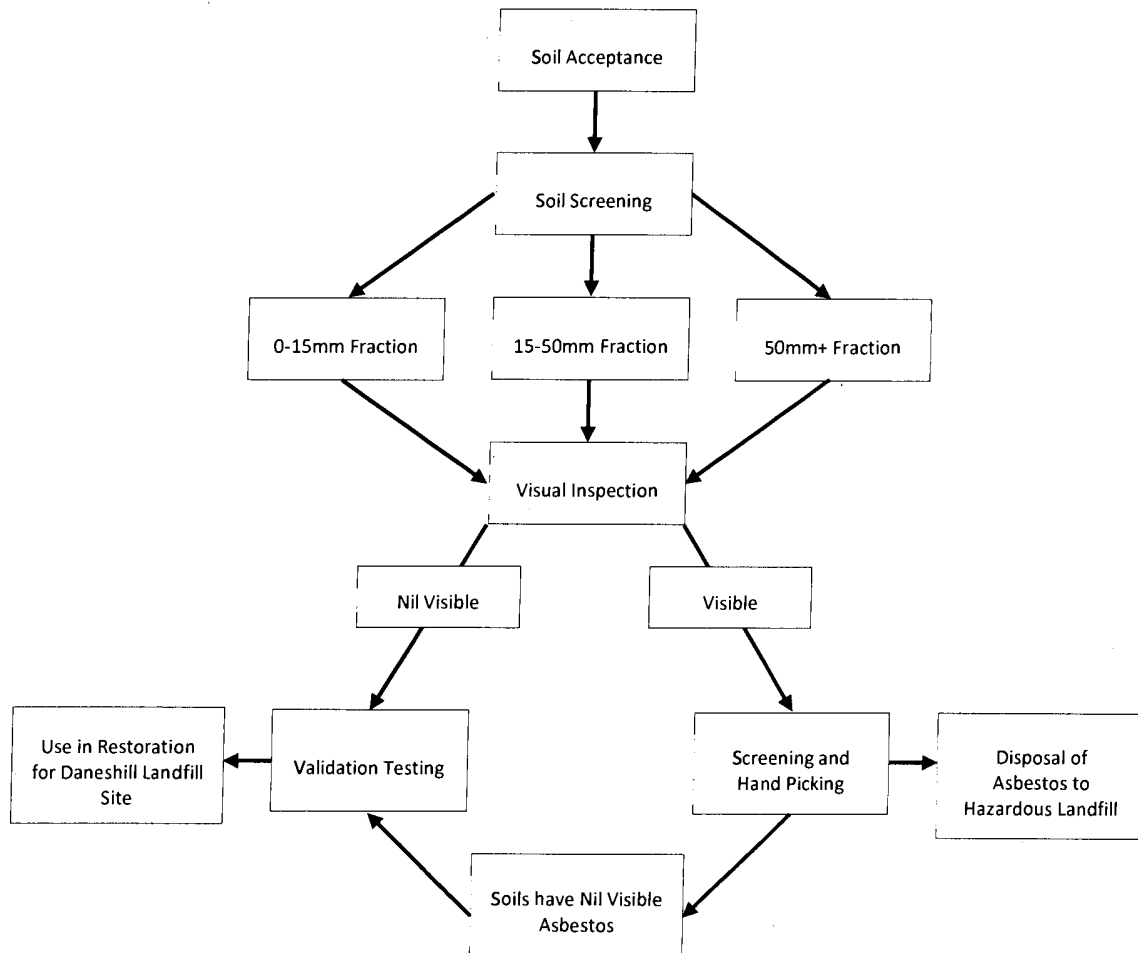 Soil Acceptance
Soil Screening
0-15mm Fraction
15-50mm Fraction
50mm+ Fraction
Visual Inspection
Nil Visible
Visible
Use in Restoration
for Daneshill Landfill
Site
Validation Testing
Screening and
Hand Picking
Disposal of
Asbestos to
Hazardous Landfill
Soils have Nil Visible
Asbestos